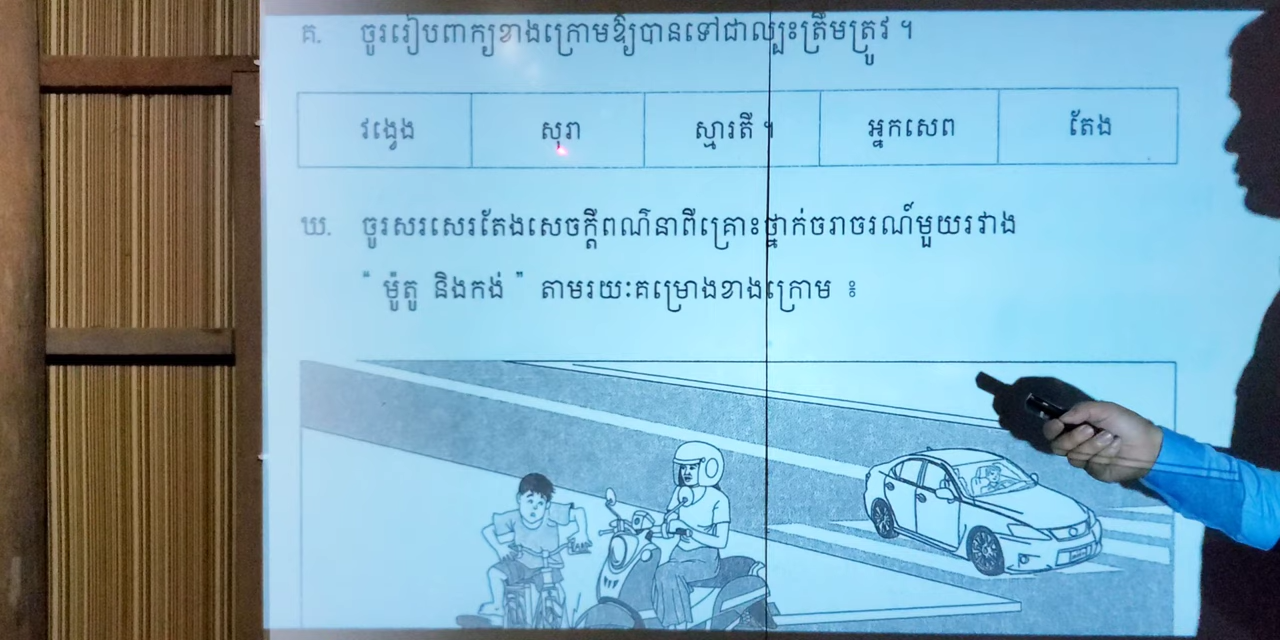 គ. ចូររៀបពាក្យខាងក្រោមឱ្យបានទៅជាល្បះត្រឹមត្រូវ ។
វង្វេង សុរា ស្មារតី ។ អ្នកសេព តែង
ឃ. ចូរសរសេរតែងសេចក្ដីពណ៌នាពីគ្រោះថ្នាក់ចរាចរណ៍មួយរវាង
“ ម៉ូតូ និងកង់ ” តាមរយៈគម្រោងខាងក្រោម ៖